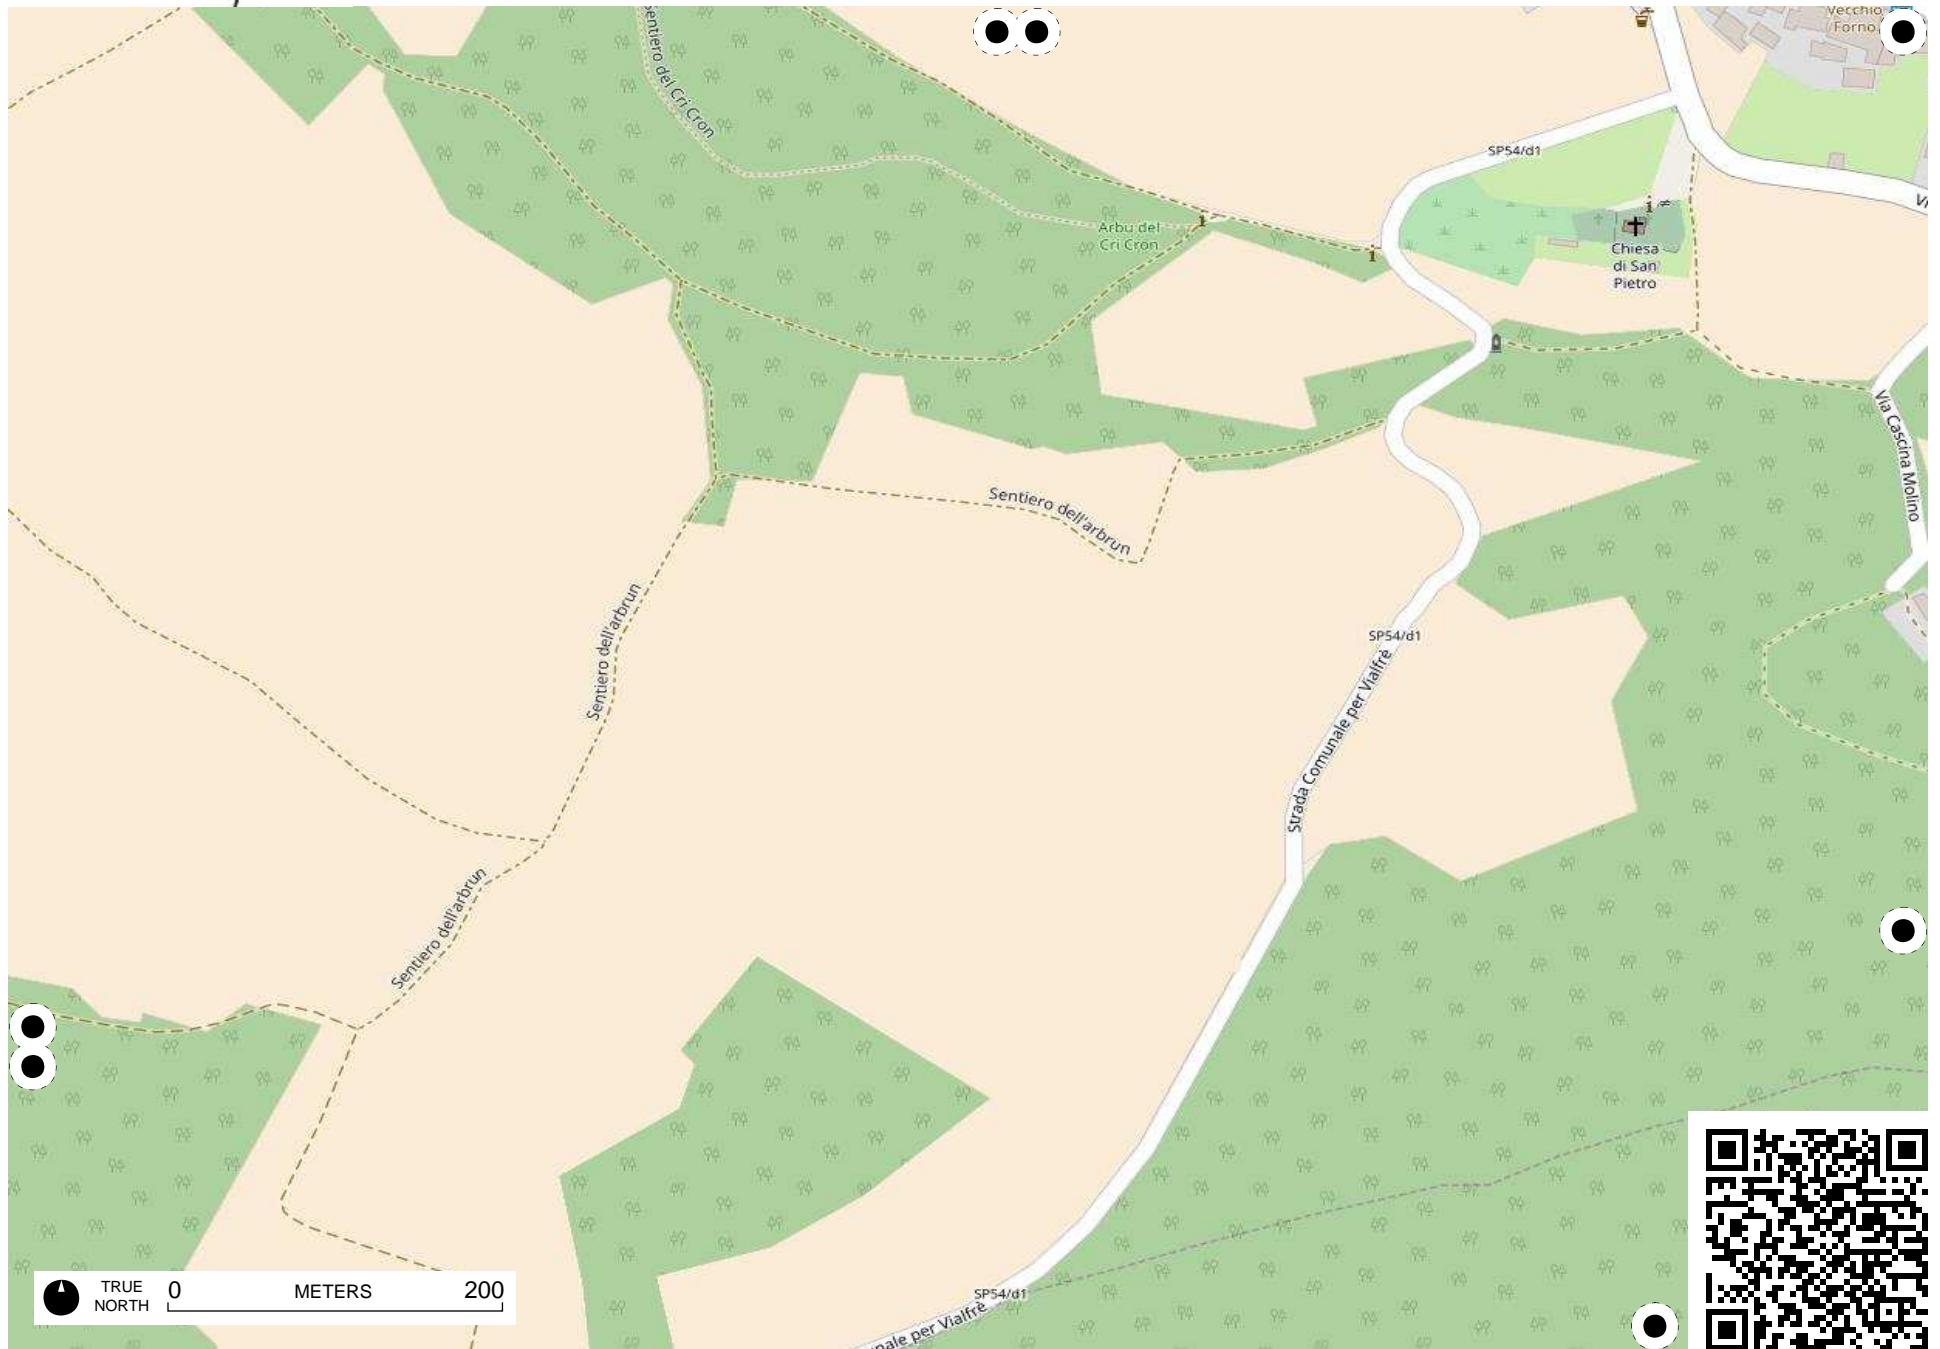 Vecchio
Forno
Sentiero del Cri Cron
SP54/d1
Arbu del
Cri Cron
Chiesa
di San
Pietro
Via Cascina Molino
Sentiero dell'arbrun
Sentiero dell'arbrun
SP54/d1
Strada Comunale per Vialfrè
Sentiero dell'arbrun
TRUE
NORTH
0 METERS 200
SP54/d1
per Vialfrè